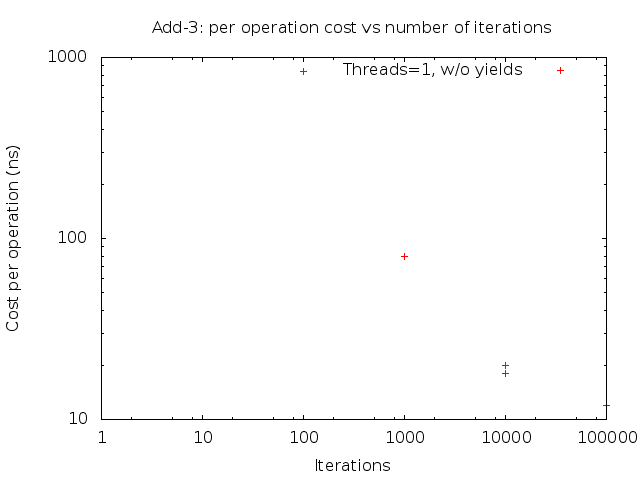 Add-3: per operation cost vs number of iterations
1000
Threads=1, w/o yields
100
10
Cost per operation (ns)
1 10 100 1000 10000 100000
Iterations